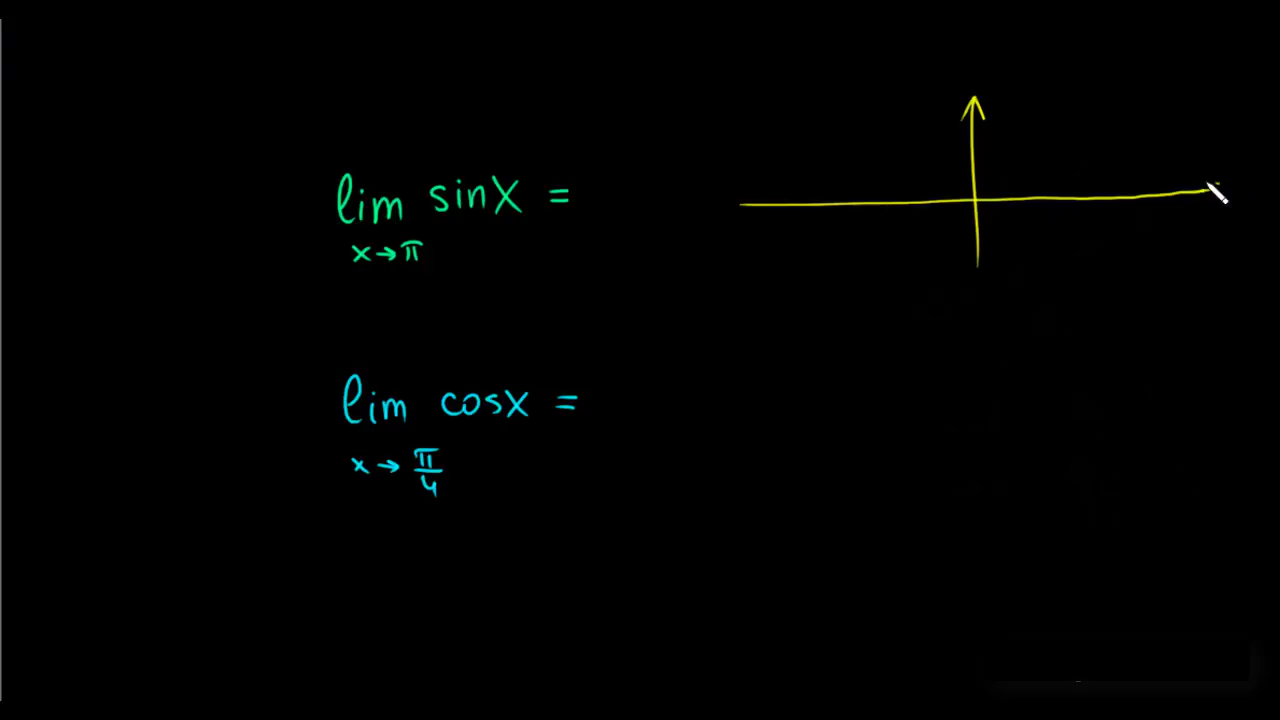 lim sinx =
x→π
lim cosx =
x→π/4